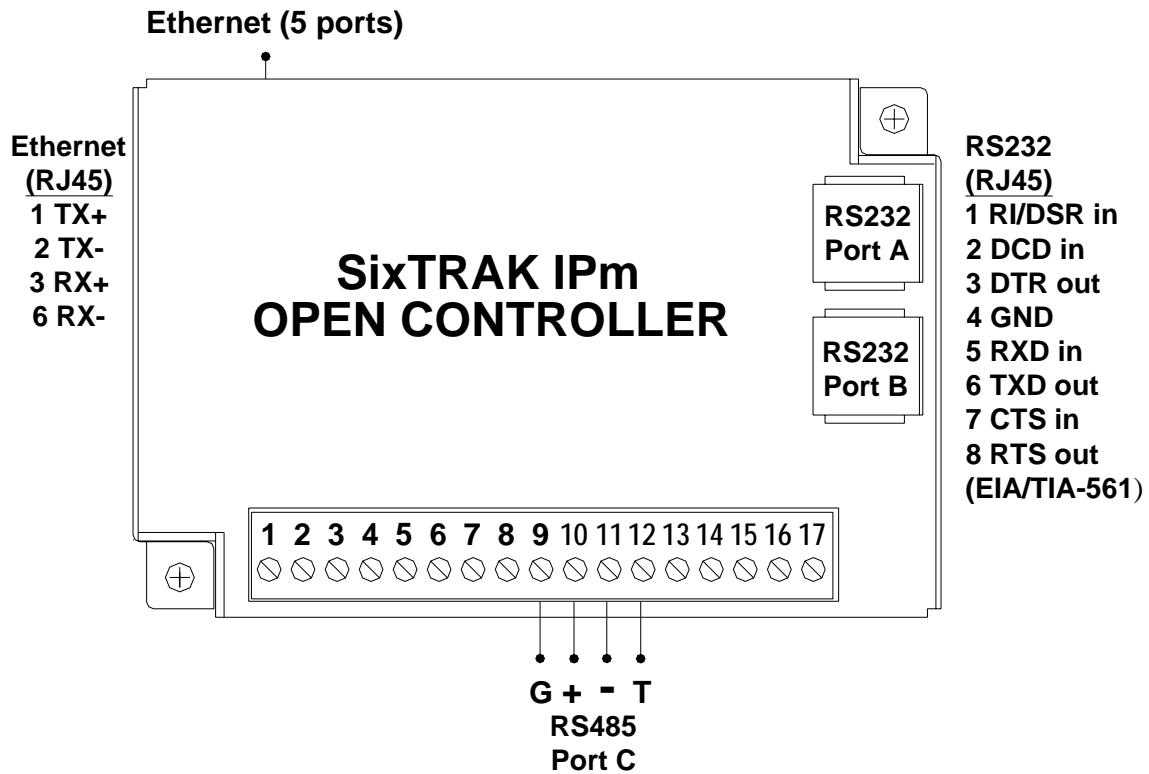 Ethernet (5 ports)
Ethernet
(RJ45)
1 TX+
2 TX-
3 RX+
6 RX-
SixTRAK IPm
OPEN CONTROLLER
RS232
Port A
RS232
Port B
RS232
(RJ45)
1 RI/DSR in
2 DCD in
3 DTR out
4 GND
5 RXD in
6 TXD out
7 CTS in
8 RTS out
(EIA/TIA-561)
1 2 3 4 5 6 7 8 9 10 11 12 13 14 15 16 17
G + - T
RS485
Port C